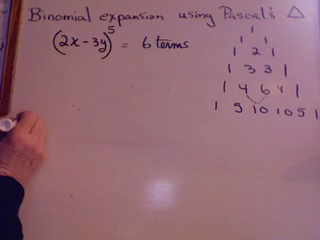 Binomial expansion using Pascal's △
(2x - 3y)⁵ = 6 terms
1
1 1
1 2 1
1 3 3 1
1 4 6 4 1
1 5 10 10 5 1